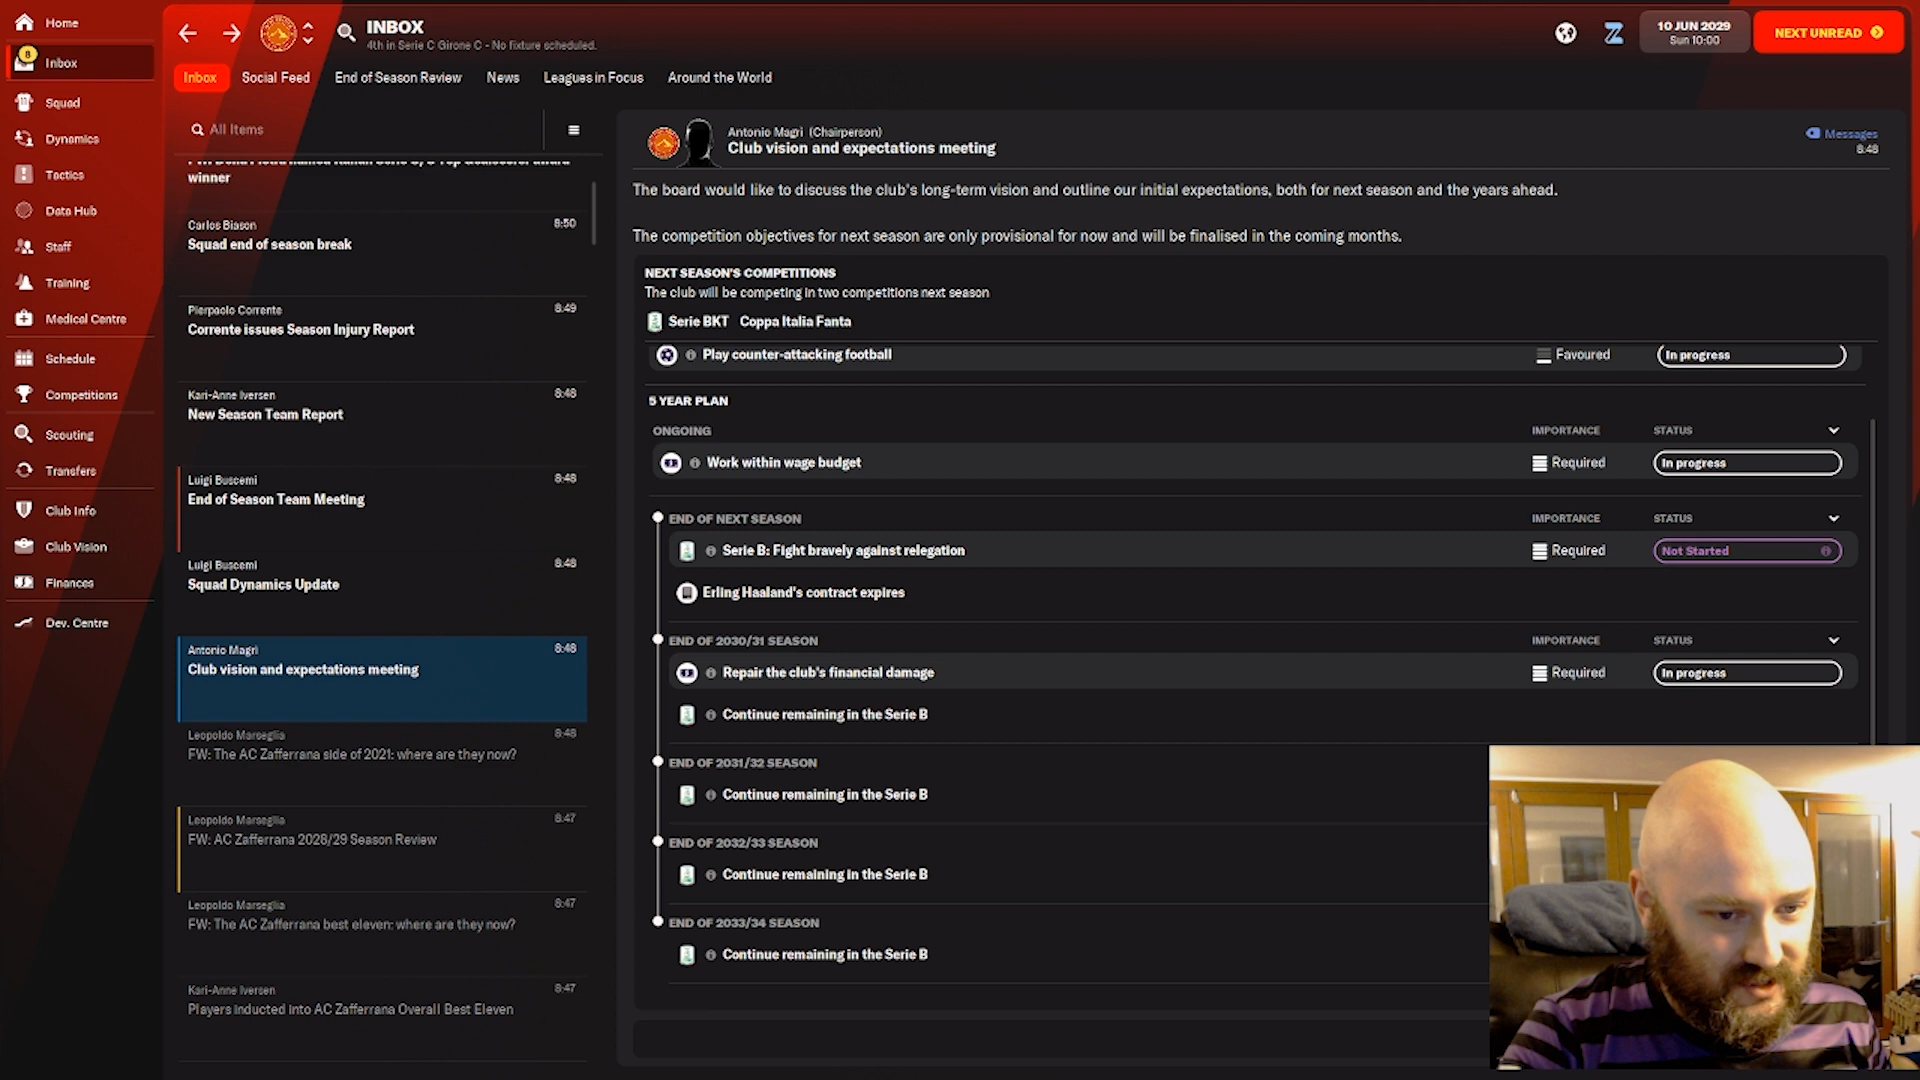 Home
8
Inbox
Squad
Dynamics
Tactics
Data Hub
Staff
Training
Medical Centre
Schedule
Competitions
Scouting
Transfers
Club Info
Club Vision
Finances
Dev. Centre
INBOX
4th in Serie C Girone C - No fixture scheduled.
10 JUN 2029
Sun 10:00
NEXT UNREAD
Inbox Social Feed End of Season Review News Leagues in Focus Around the World
All Items
winner
Carlos Biason 8:50
Squad end of season break
Pierpaolo Corrente 8:49
Corrente issues Season Injury Report
Kari-Anne Iversen 8:48
New Season Team Report
Luigi Buscemi 8:48
End of Season Team Meeting
Luigi Buscemi 8:48
Squad Dynamics Update
Antonio Magrì 8:48
Club vision and expectations meeting
Leopoldo Marseglia 8:48
FW: The AC Zafferrana side of 2021: where are they now?
Leopoldo Marseglia 8:47
FW: AC Zafferrana 2028/29 Season Review
Leopoldo Marseglia 8:47
FW: The AC Zafferrana best eleven: where are they now?
Kari-Anne Iversen 8:47
Players inducted into AC Zafferrana Overall Best Eleven
Antonio Magrì (Chairperson)
Club vision and expectations meeting
Messages
8:48
The board would like to discuss the club's long-term vision and outline our initial expectations, both for next season and the years ahead.
The competition objectives for next season are only provisional for now and will be finalised in the coming months.
NEXT SEASON'S COMPETITIONS
The club will be competing in two competitions next season
Serie BKT Coppa Italia Fanta
Play counter-attacking football Favoured In progress
5 YEAR PLAN
ONGOING IMPORTANCE STATUS
Work within wage budget Required In progress
END OF NEXT SEASON IMPORTANCE STATUS
Serie B: Fight bravely against relegation Required Not Started
Erling Haaland's contract expires
END OF 2030/31 SEASON IMPORTANCE STATUS
Repair the club's financial damage Required In progress
Continue remaining in the Serie B
END OF 2031/32 SEASON
Continue remaining in the Serie B
END OF 2032/33 SEASON
Continue remaining in the Serie B
END OF 2033/34 SEASON
Continue remaining in the Serie B